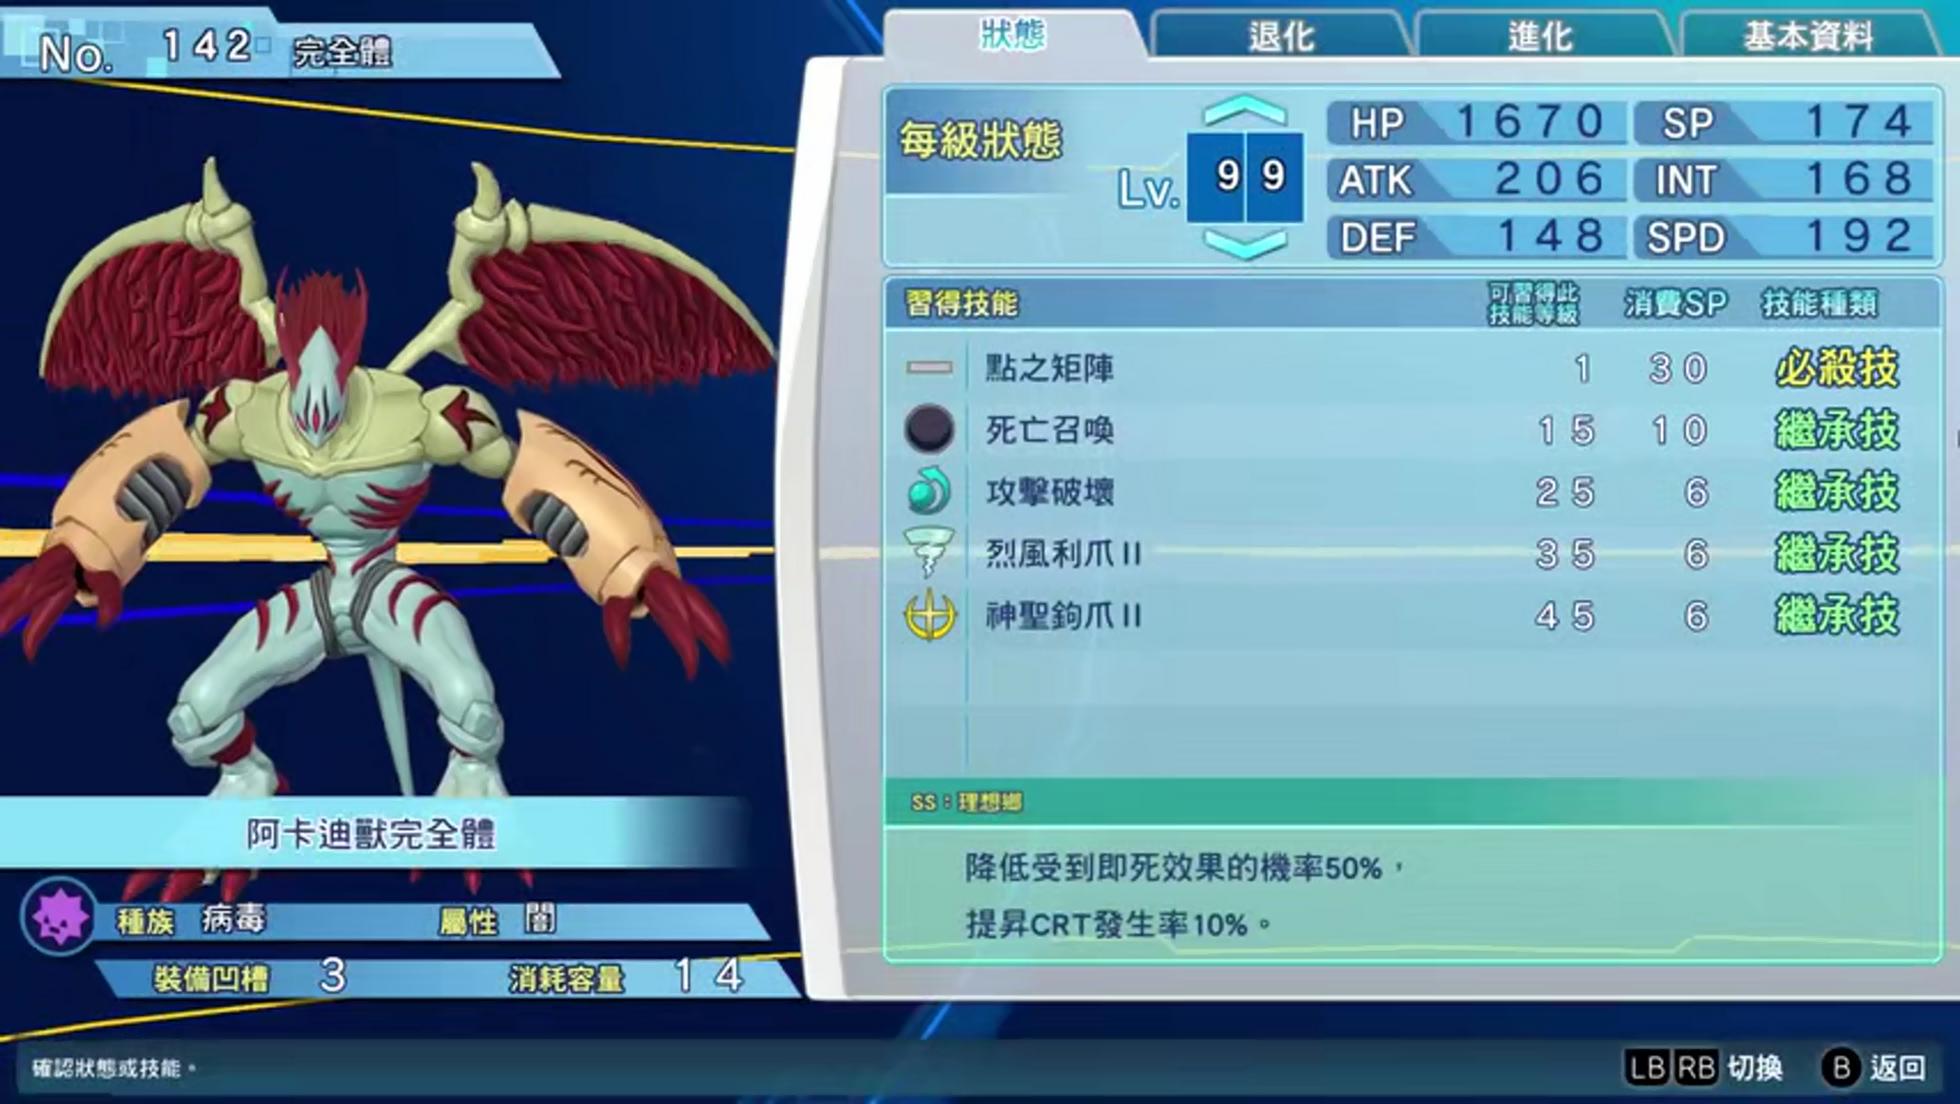 No. 142 完全體
狀態 退化 進化 基本資料
每級狀態
Lv. 99
HP 1670 SP 174
ATK 206 INT 168
DEF 148 SPD 192
習得技能 可習得此技能等級 消費SP 技能種類
點之矩陣 1 30 必殺技
死亡召喚 15 10 繼承技
攻擊破壞 25 6 繼承技
烈風利爪II 35 6 繼承技
神聖鉤爪II 45 6 繼承技
SS：理想鄉
降低受到即死效果的機率50%，
提昇CRT發生率10%。
阿卡迪獸完全體
種族 病毒 屬性 闇
裝備凹槽 3 消耗容量 14
確認狀態或技能。
LB RB 切換 B 返回